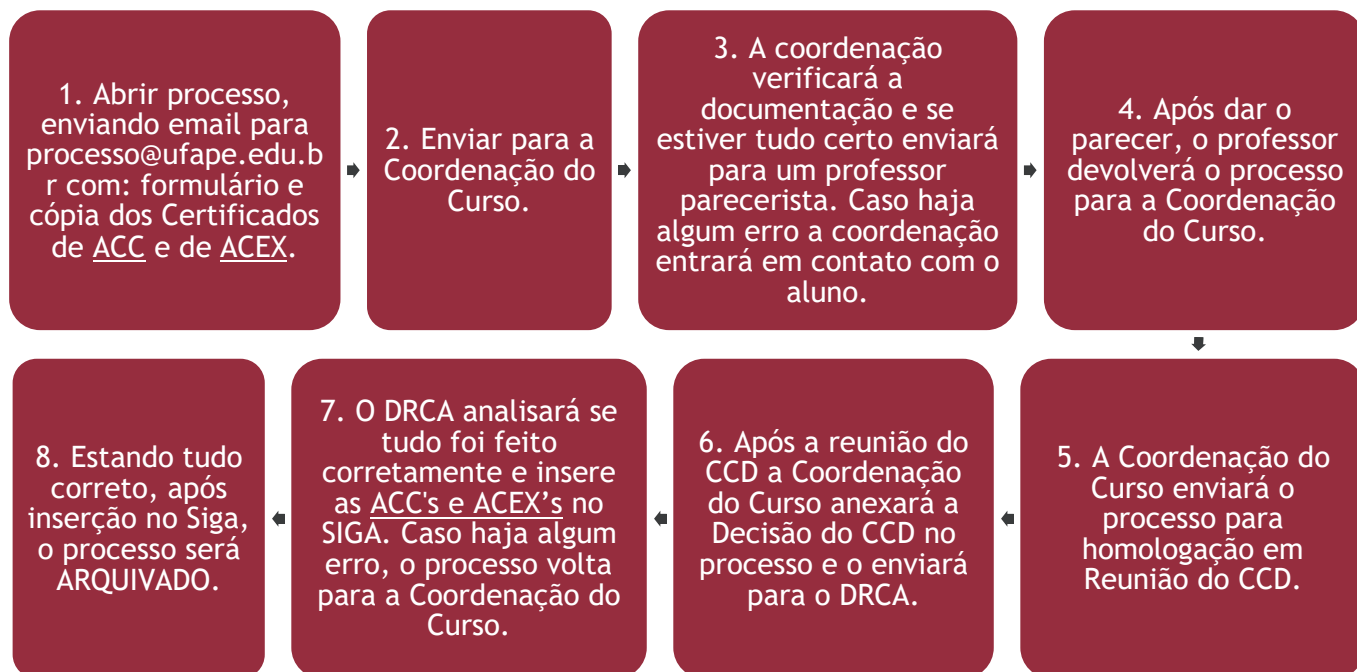 1. Abrir processo,
enviando email para
processo@ufape.edu.b
r com: formulário e
cópia dos Certificados
de ACC e de ACEX.
2. Enviar para a
Coordenação do
Curso.
3. A coordenação
verificará a
documentação e se
estiver tudo certo enviará
para um professor
parecerista. Caso haja
algum erro a coordenação
entrará em contato com o
aluno.
4. Após dar o
parecer, o professor
devolverá o processo
para a Coordenação
do Curso.
5. A Coordenação do
Curso enviará o
processo para
homologação em
Reunião do CCD.
6. Após a reunião do
CCD a Coordenação
do Curso anexará a
Decisão do CCD no
processo e o enviará
para o DRCA.
7. O DRCA analisará se
tudo foi feito
corretamente e insere
as ACC's e ACEX’s no
SIGA. Caso haja algum
erro, o processo volta
para a Coordenação do
Curso.
8. Estando tudo
correto, após
inserção no Siga,
o processo será
ARQUIVADO.